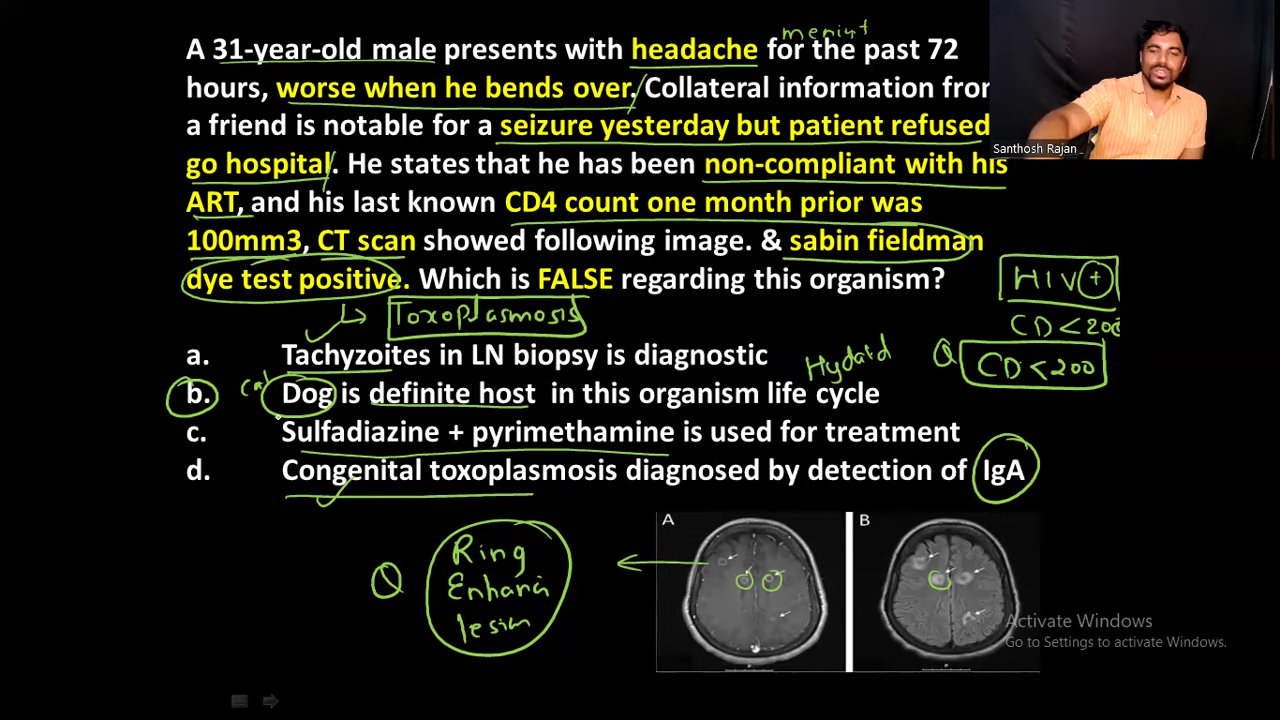 menint
A 31-year-old male presents with headache for the past 72
hours, worse when he bends over. Collateral information from
a friend is notable for a seizure yesterday but patient refused
go hospital. He states that he has been non-compliant with his
ART, and his last known CD4 count one month prior was
100mm3, CT scan showed following image. & sabin fieldman
dye test positive. Which is FALSE regarding this organism?
Santhosh Rajan
HIV +
CD < 200
Q CD < 200
Toxoplasmosis
a. Tachyzoites in LN biopsy is diagnostic
Hydatid
cat
b. Dog is definite host in this organism life cycle
c. Sulfadiazine + pyrimethamine is used for treatment
d. Congenital toxoplasmosis diagnosed by detection of IgA
Q
Ring
Enhancin
lesion
A
B
Activate Windows
Go to Settings to activate Windows.